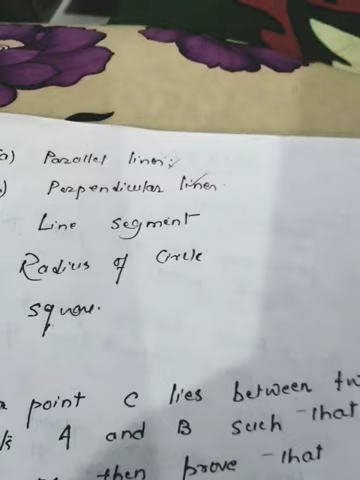 a) Parallel lines.
) Perpendicular lines.
Line segment
Radius of circle
square.
point C lies between
A and B such that
then prove that